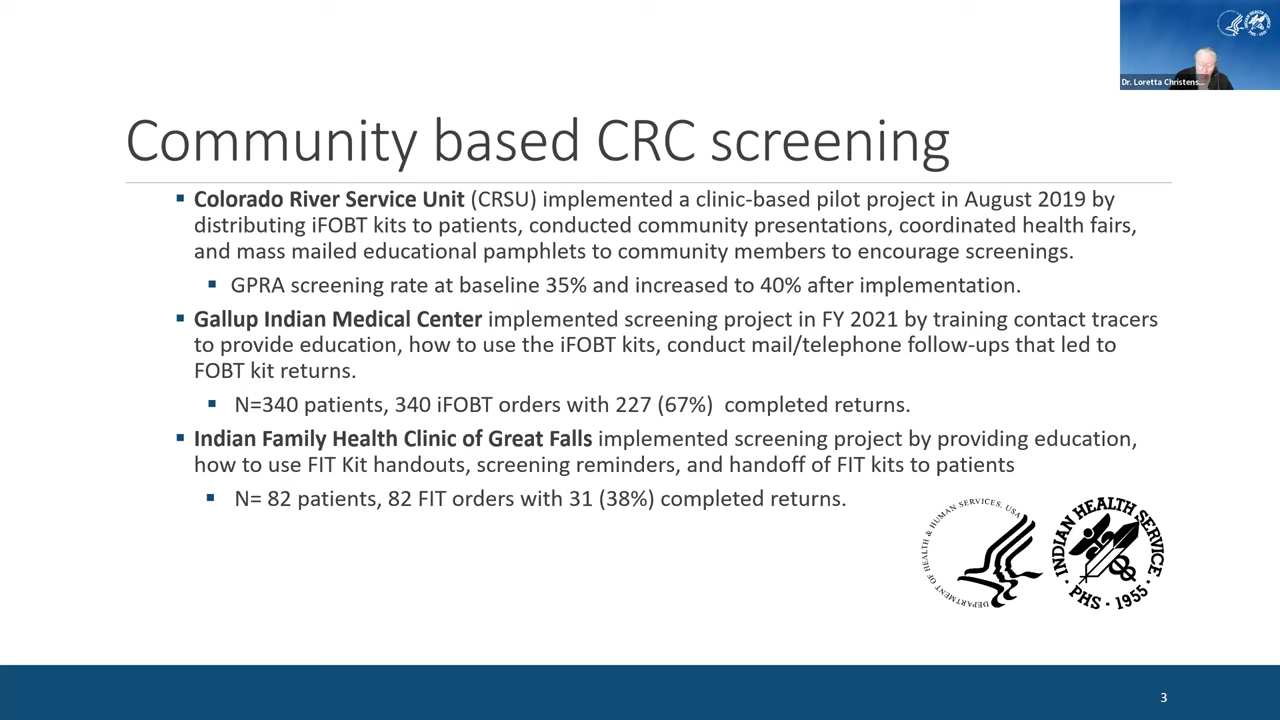 Dr. Loretta Christens...
Community based CRC screening
▪ Colorado River Service Unit (CRSU) implemented a clinic-based pilot project in August 2019 by
distributing iFOBT kits to patients, conducted community presentations, coordinated health fairs,
and mass mailed educational pamphlets to community members to encourage screenings.
▪ GPRA screening rate at baseline 35% and increased to 40% after implementation.
▪ Gallup Indian Medical Center implemented screening project in FY 2021 by training contact tracers
to provide education, how to use the iFOBT kits, conduct mail/telephone follow-ups that led to
FOBT kit returns.
▪ N=340 patients, 340 iFOBT orders with 227 (67%) completed returns.
▪ Indian Family Health Clinic of Great Falls implemented screening project by providing education,
how to use FIT Kit handouts, screening reminders, and handoff of FIT kits to patients
▪ N= 82 patients, 82 FIT orders with 31 (38%) completed returns.
DEPARTMENT OF HEALTH & HUMAN SERVICES. USA
INDIAN HEALTH SERVICE
· PHS · 1955 ·
3